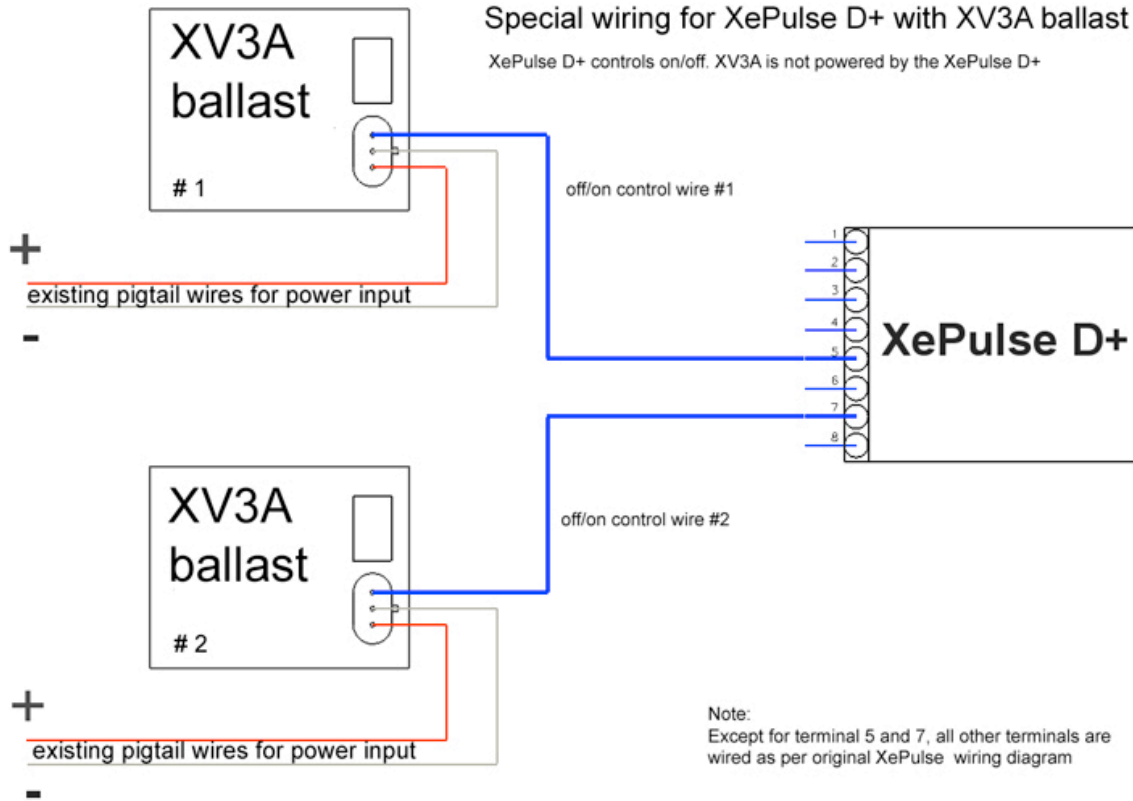 Special wiring for XePulse D+ with XV3A ballast
XePulse D+ controls on/off. XV3A is not powered by the XePulse D+
XV3A
ballast
# 1
off/on control wire #1
+
existing pigtail wires for power input
-
1
2
3
4
5
6
7
8
XePulse D+
XV3A
ballast
# 2
off/on control wire #2
+
existing pigtail wires for power input
-
Note:
Except for terminal 5 and 7, all other terminals are
wired as per original XePulse wiring diagram